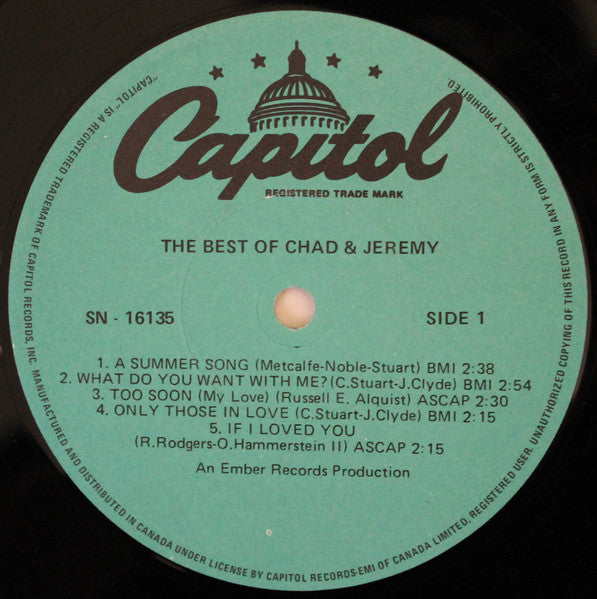 Capitol
REGISTERED TRADE MARK
THE BEST OF CHAD & JEREMY
SN - 16135
SIDE 1
1. A SUMMER SONG (Metcalfe-Noble-Stuart) BMI 2:38
2. WHAT DO YOU WANT WITH ME? (C.Stuart-J.Clyde) BMI 2:54
3. TOO SOON (My Love) (Russell E. Alquist) ASCAP 2:30
4. ONLY THOSE IN LOVE (C.Stuart-J.Clyde) BMI 2:15
5. IF I LOVED YOU
(R.Rodgers-O.Hammerstein II) ASCAP 2:15
An Ember Records Production
"CAPITOL" IS A REGISTERED TRADEMARK OF CAPITOL RECORDS, INC. MANUFACTURED AND DISTRIBUTED IN CANADA UNDER LICENSE BY CAPITOL RECORDS-EMI OF CANADA LIMITED, REGISTERED USER. UNAUTHORIZED COPYING OF THIS RECORD IN ANY FORM IS STRICTLY PROHIBITED.